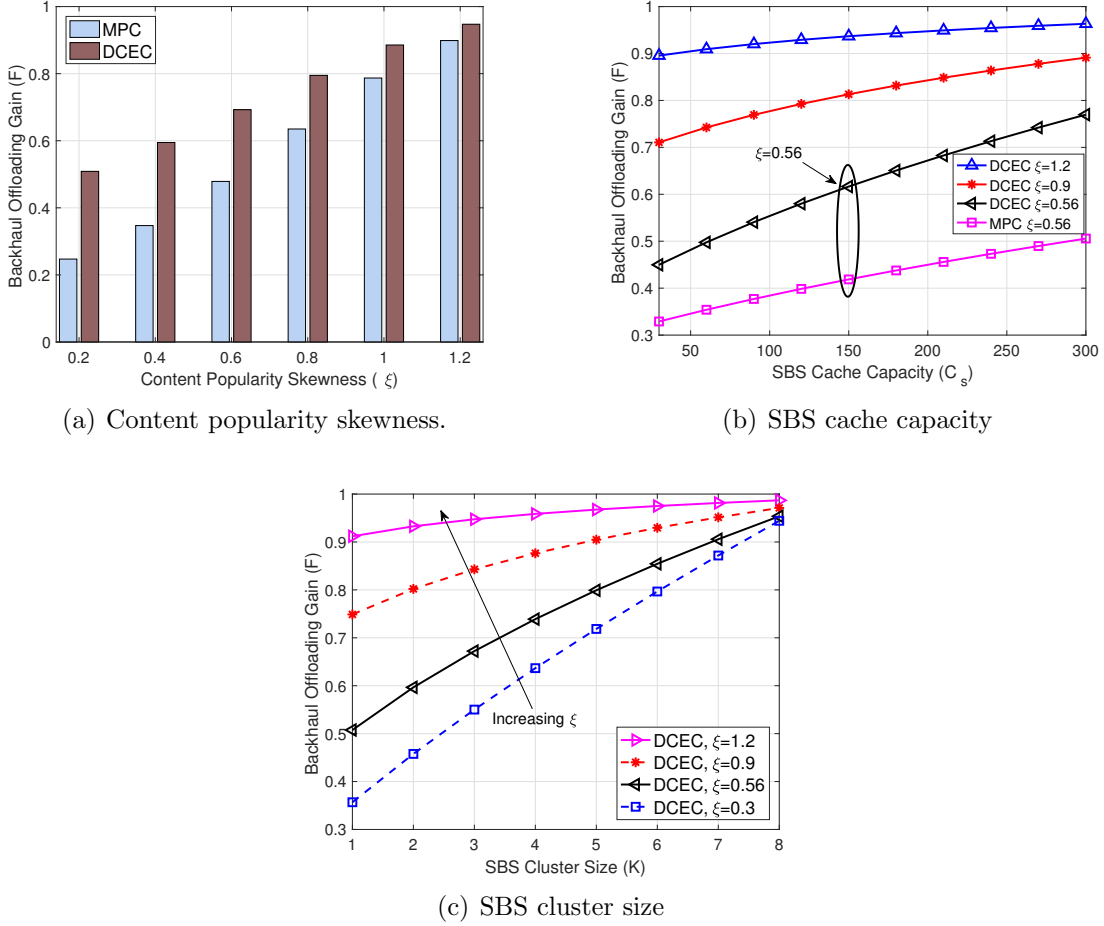 MPC
DCEC
Backhaul Offloading Gain (F)
1
0.8
0.6
0.4
0.2
0
0.2 0.4 0.6 0.8 1 1.2
Content Popularity Skewness ( ξ)
(a) Content popularity skewness.
Backhaul Offloading Gain (F)
1
0.9
0.8
0.7
0.6
0.5
0.4
0.3
ξ=0.56
DCEC ξ=1.2
DCEC ξ=0.9
DCEC ξ=0.56
MPC ξ=0.56
50 100 150 200 250 300
SBS Cache Capacity (C_s)
(b) SBS cache capacity
Backhaul Offloading Gain (F)
1
0.9
0.8
0.7
0.6
0.5
0.4
0.3
Increasing ξ
DCEC, ξ=1.2
DCEC, ξ=0.9
DCEC, ξ=0.56
DCEC, ξ=0.3
1 2 3 4 5 6 7 8
SBS Cluster Size (K)
(c) SBS cluster size